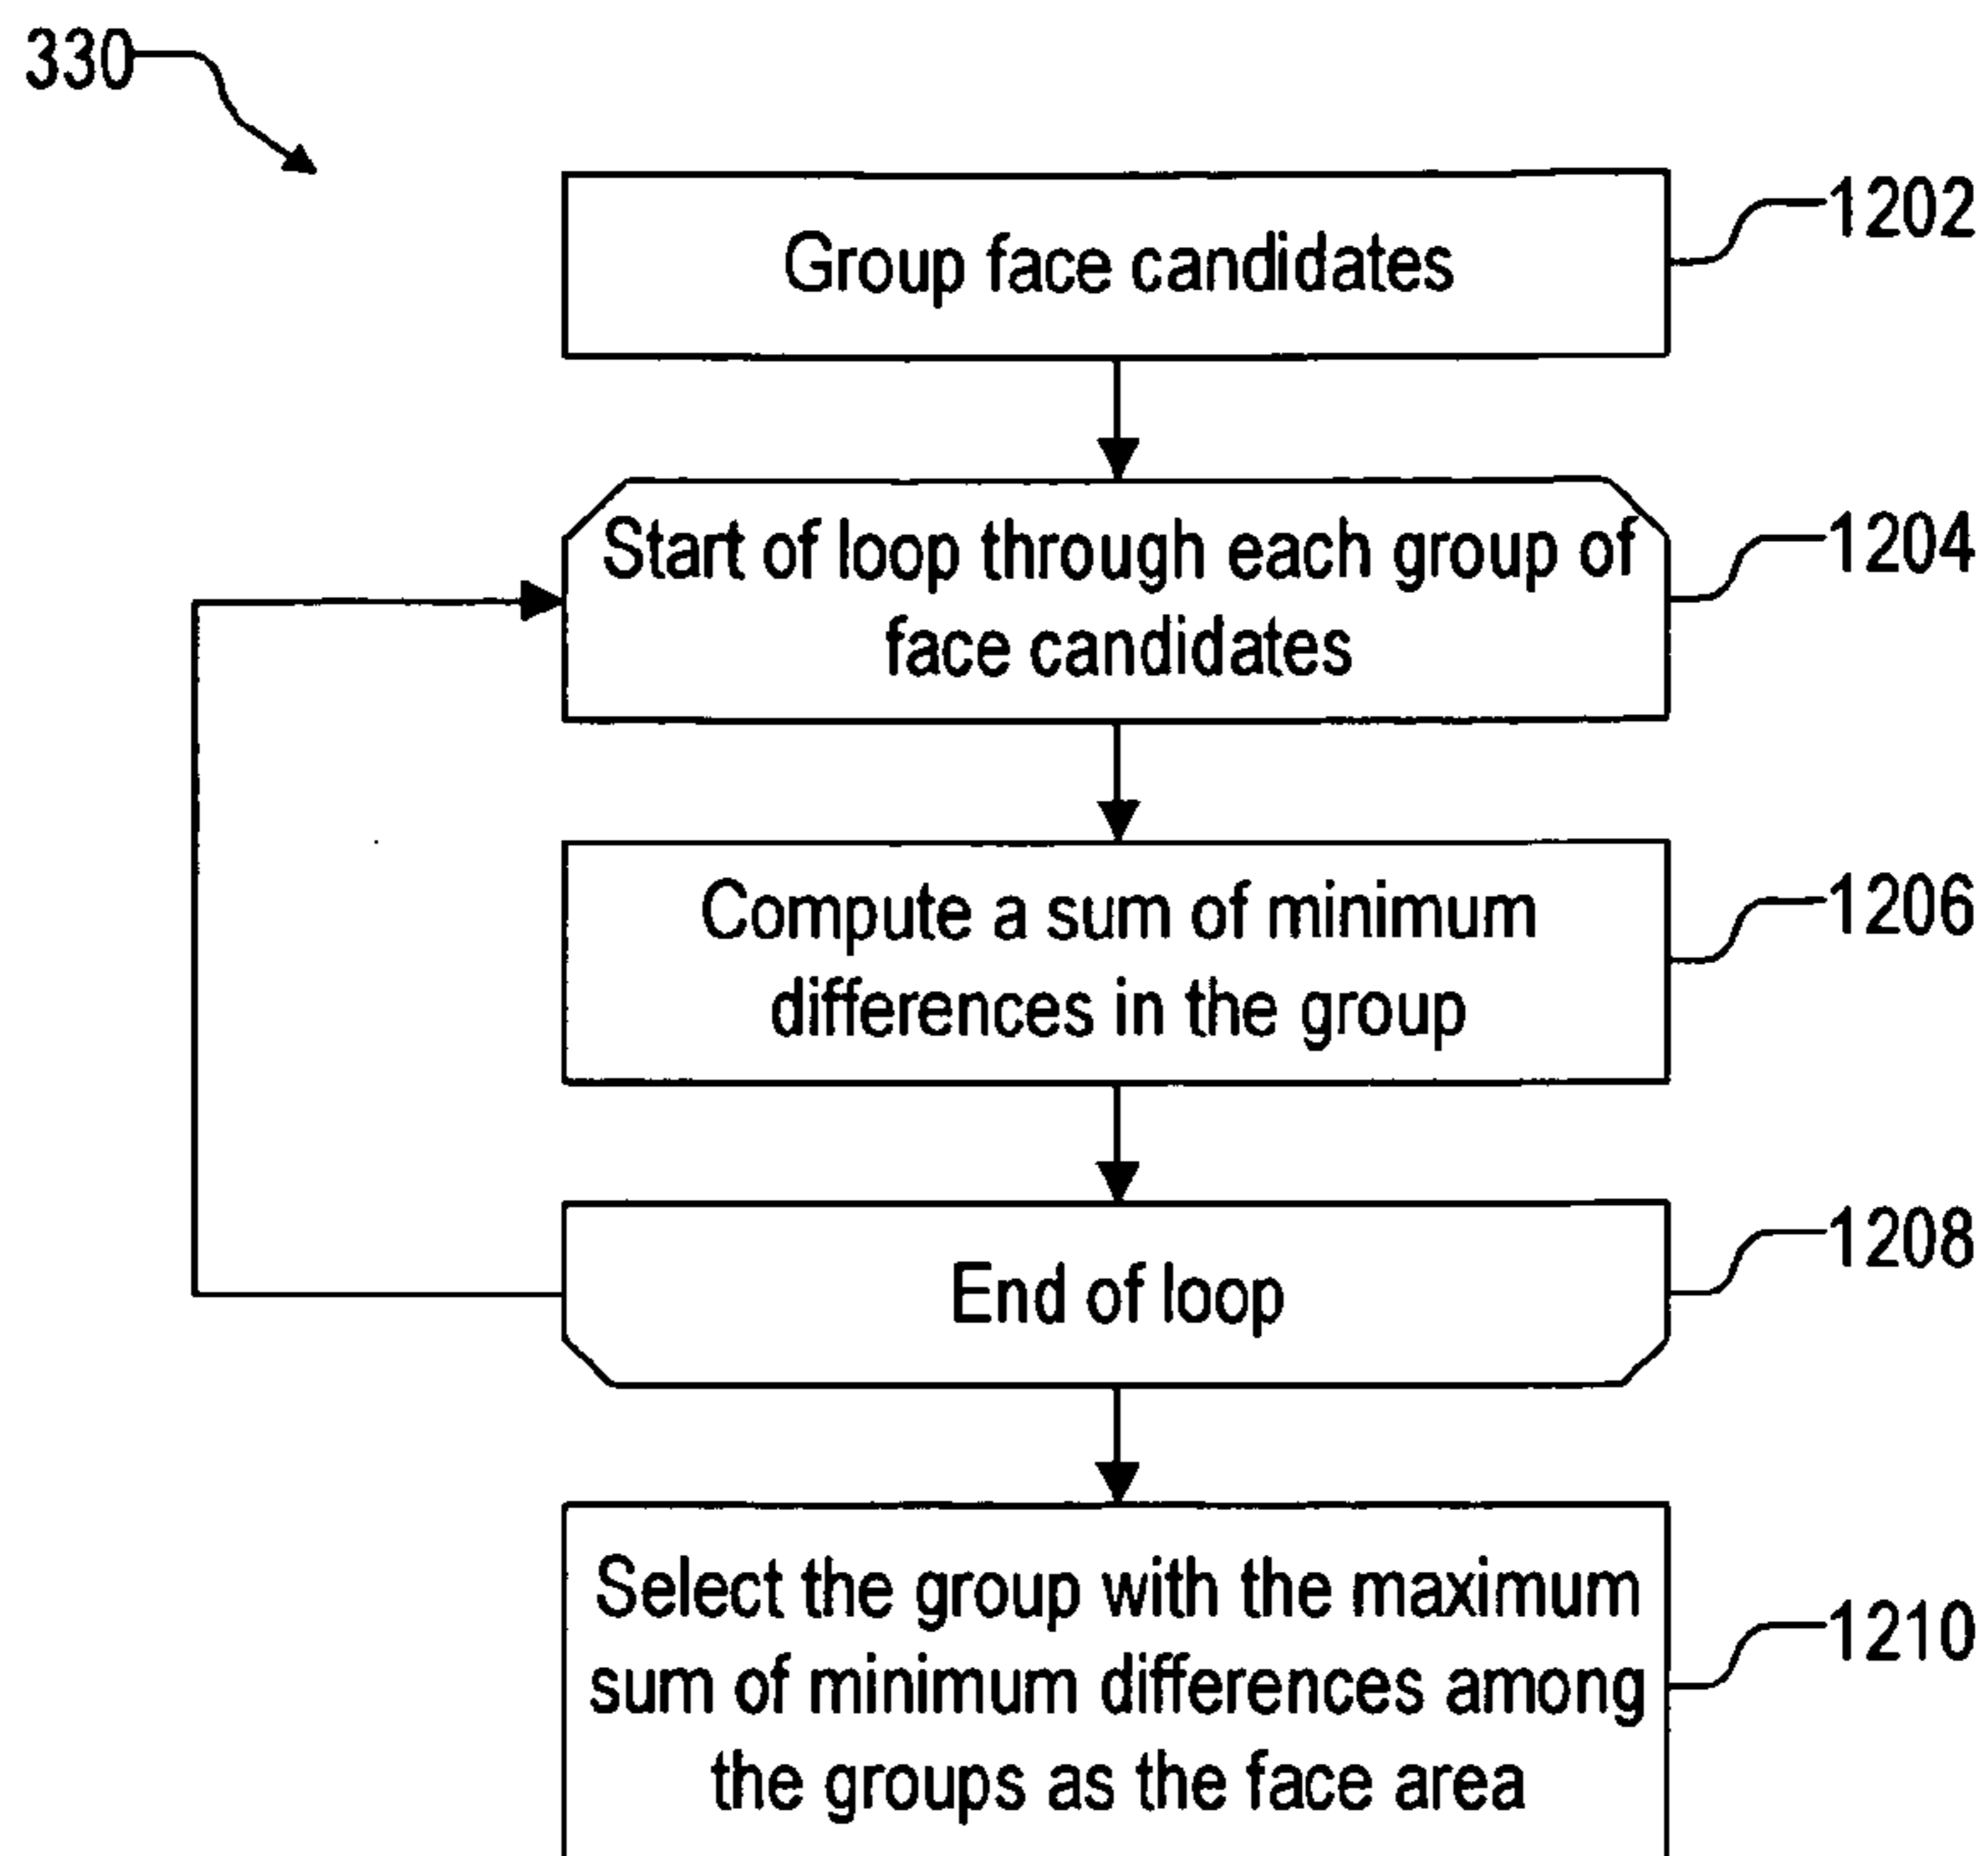 330
Group face candidates
1202
Start of loop through each group of
face candidates
1204
Compute a sum of minimum
differences in the group
1206
End of loop
1208
Select the group with the maximum
sum of minimum differences among
the groups as the face area
1210